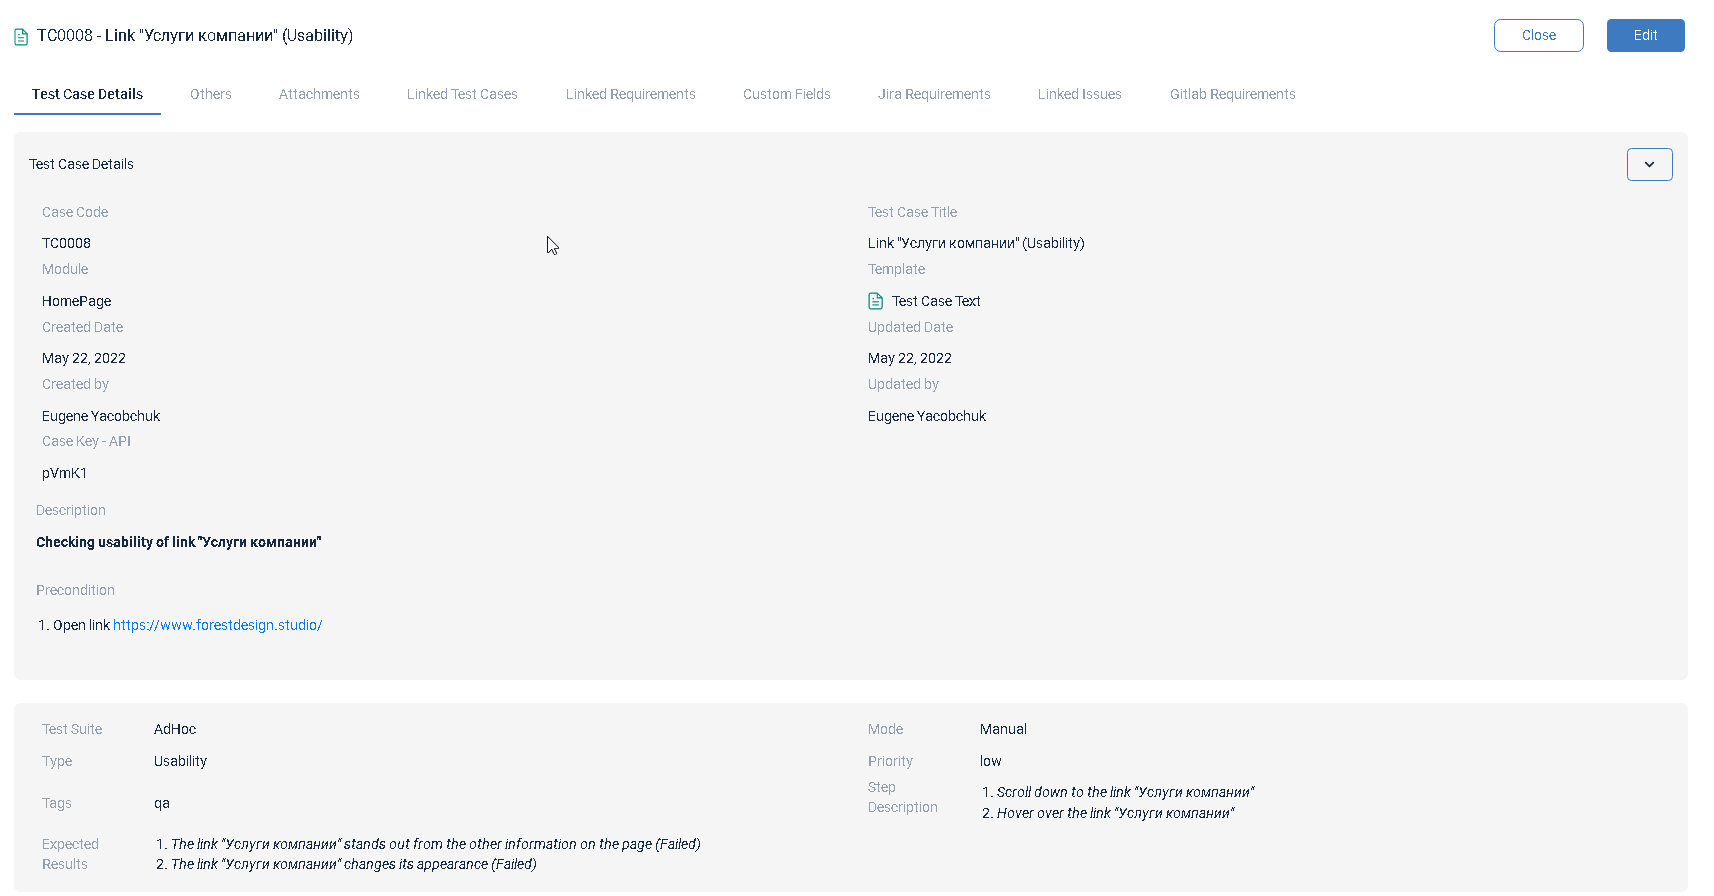 TC0008 - Link "Услуги компании" (Usability)
Close
Edit
Test Case Details
Others
Attachments
Linked Test Cases
Linked Requirements
Custom Fields
Jira Requirements
Linked Issues
Gitlab Requirements
Test Case Details
Case Code
Test Case Title
TC0008
Link "Услуги компании" (Usability)
Module
Template
HomePage
Test Case Text
Created Date
Updated Date
May 22, 2022
May 22, 2022
Created by
Updated by
Eugene Yacobchuk
Eugene Yacobchuk
Case Key - API
pVmK1
Description
Checking usability of link "Услуги компании"
Precondition
1. Open link https://www.forestdesign.studio/
Test Suite
AdHoc
Mode
Manual
Type
Usability
Priority
low
Tags
qa
Step
Description
1. Scroll down to the link "Услуги компании"
2. Hover over the link "Услуги компании"
Expected
Results
1. The link "Услуги компании" stands out from the other information on the page (Failed)
2. The link "Услуги компании" changes its appearance (Failed)